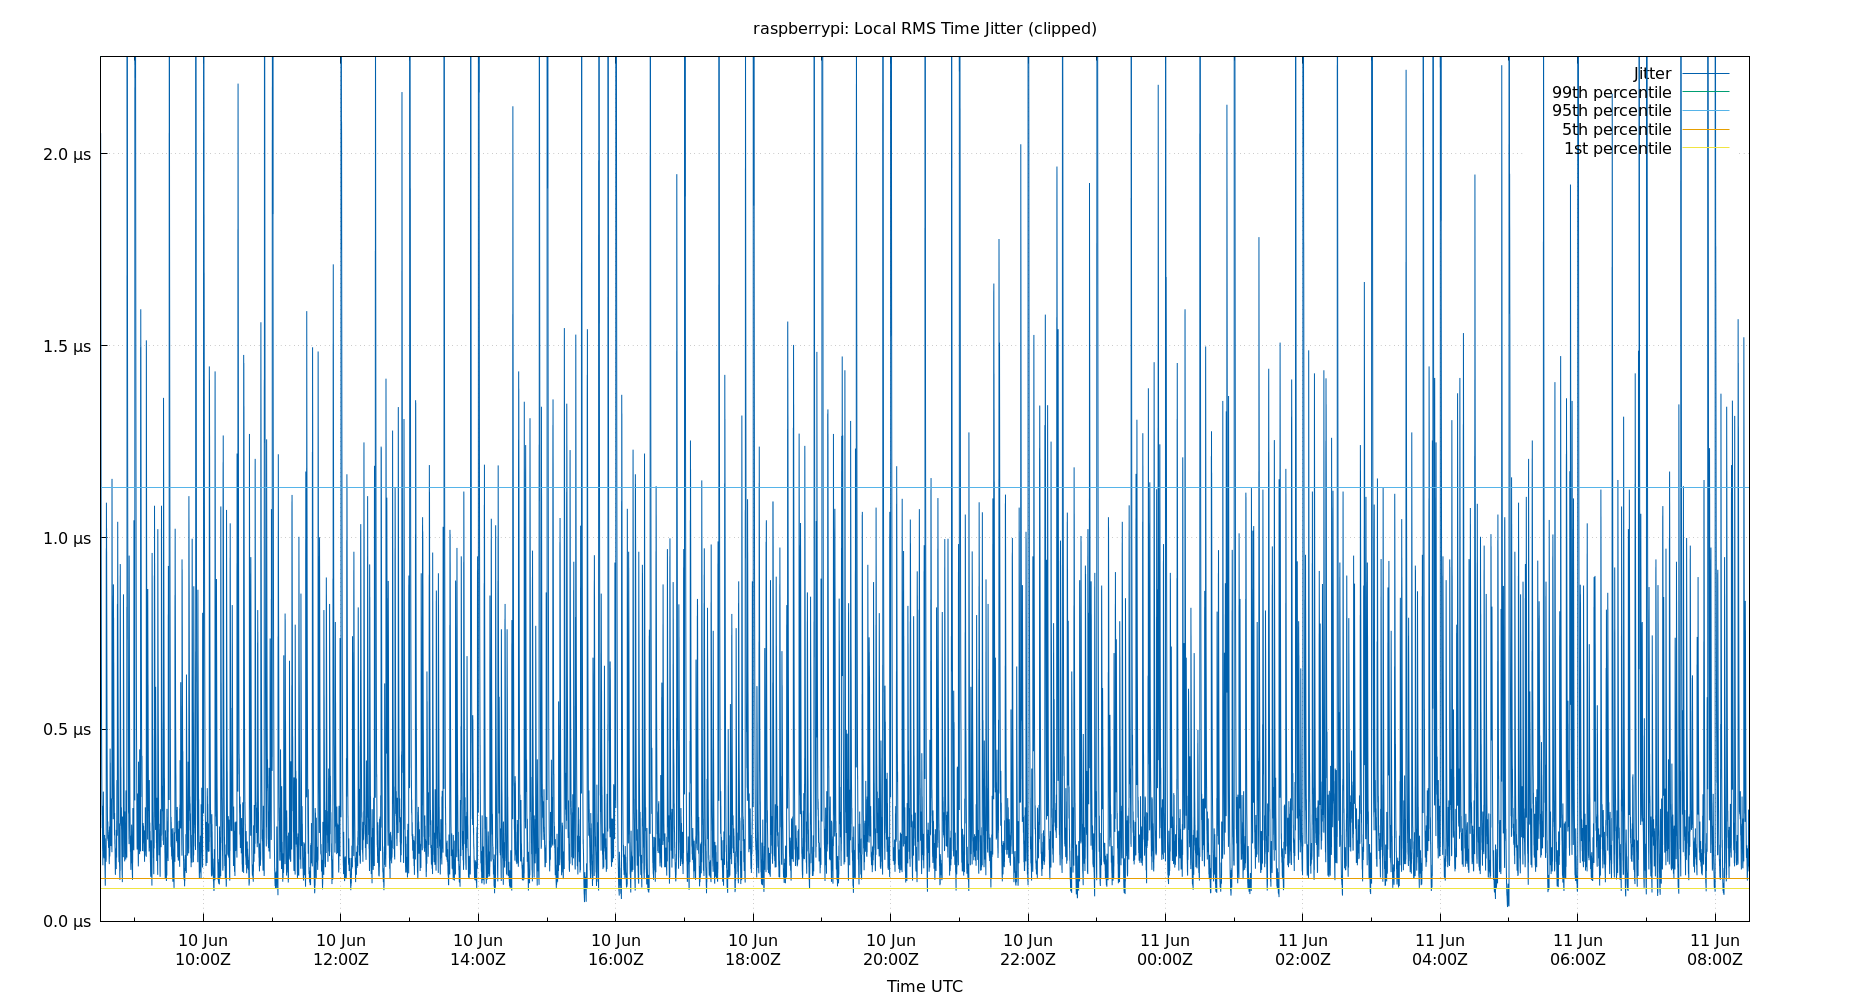 raspberrypi: Local RMS Time Jitter (clipped)
Jitter
99th percentile
95th percentile
5th percentile
1st percentile
2.0 µs
1.5 µs
1.0 µs
0.5 µs
0.0 µs
10 Jun 10 Jun 10 Jun 10 Jun 10 Jun 10 Jun 10 Jun 11 Jun 11 Jun 11 Jun 11 Jun 11 Jun
10:00Z 12:00Z 14:00Z 16:00Z 18:00Z 20:00Z 22:00Z 00:00Z 02:00Z 04:00Z 06:00Z 08:00Z
Time UTC